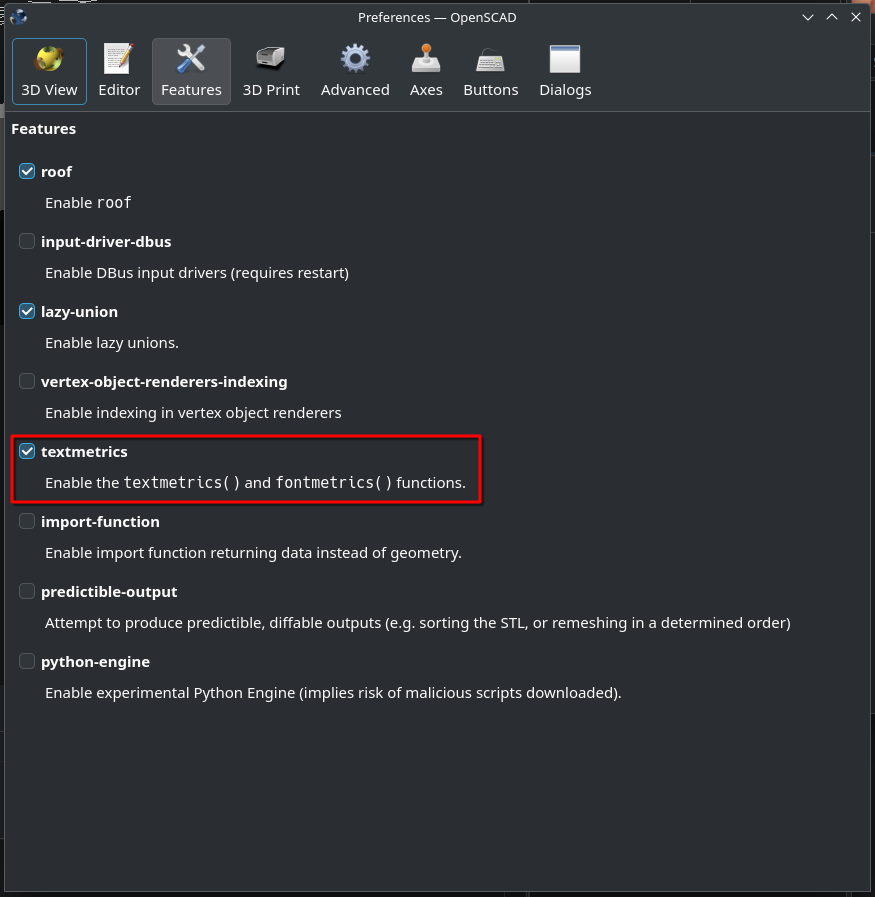 Preferences — OpenSCAD
3D View Editor Features 3D Print Advanced Axes Buttons Dialogs
Features
roof
Enable roof
input-driver-dbus
Enable DBus input drivers (requires restart)
lazy-union
Enable lazy unions.
vertex-object-renderers-indexing
Enable indexing in vertex object renderers
textmetrics
Enable the textmetrics() and fontmetrics() functions.
import-function
Enable import function returning data instead of geometry.
predictible-output
Attempt to produce predictible, diffable outputs (e.g. sorting the STL, or remeshing in a determined order)
python-engine
Enable experimental Python Engine (implies risk of malicious scripts downloaded).